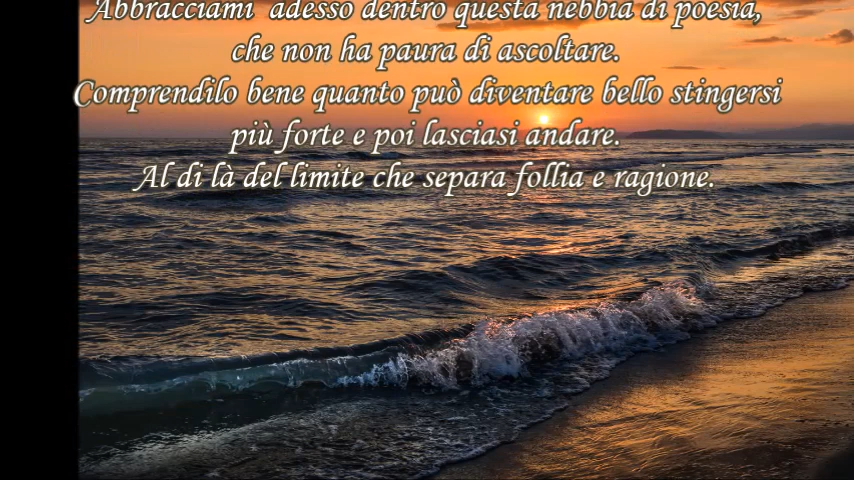 Abbracciami adesso dentro questa nebbia di poesia,
che non ha paura di ascoltare.
Comprendilo bene quanto può diventare bello stingersi
più forte e poi lasciasi andare.
Al di là del limite che separa follia e ragione.